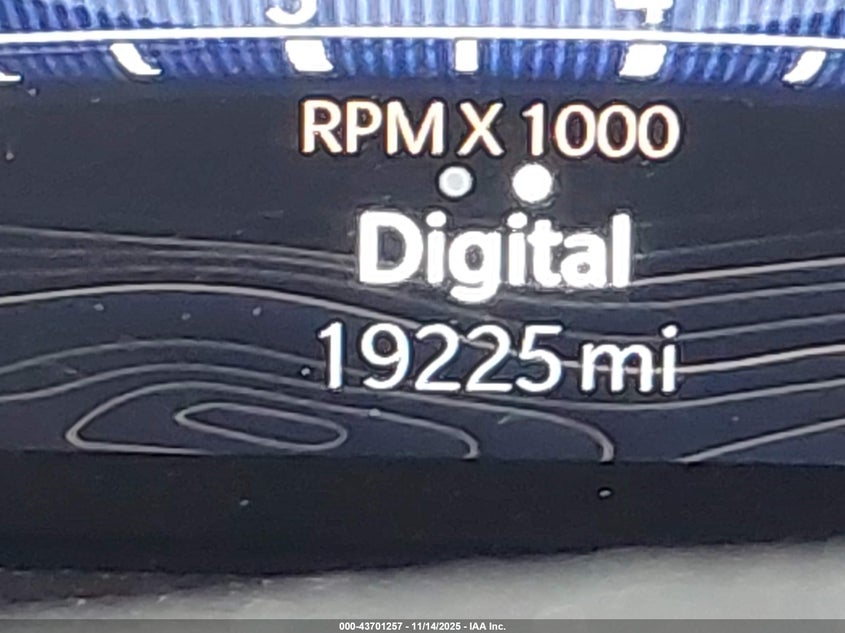 3 4
RPM X 1000
Digital
19225 mi
000-43701257 - 11/14/2025 - IAA Inc.